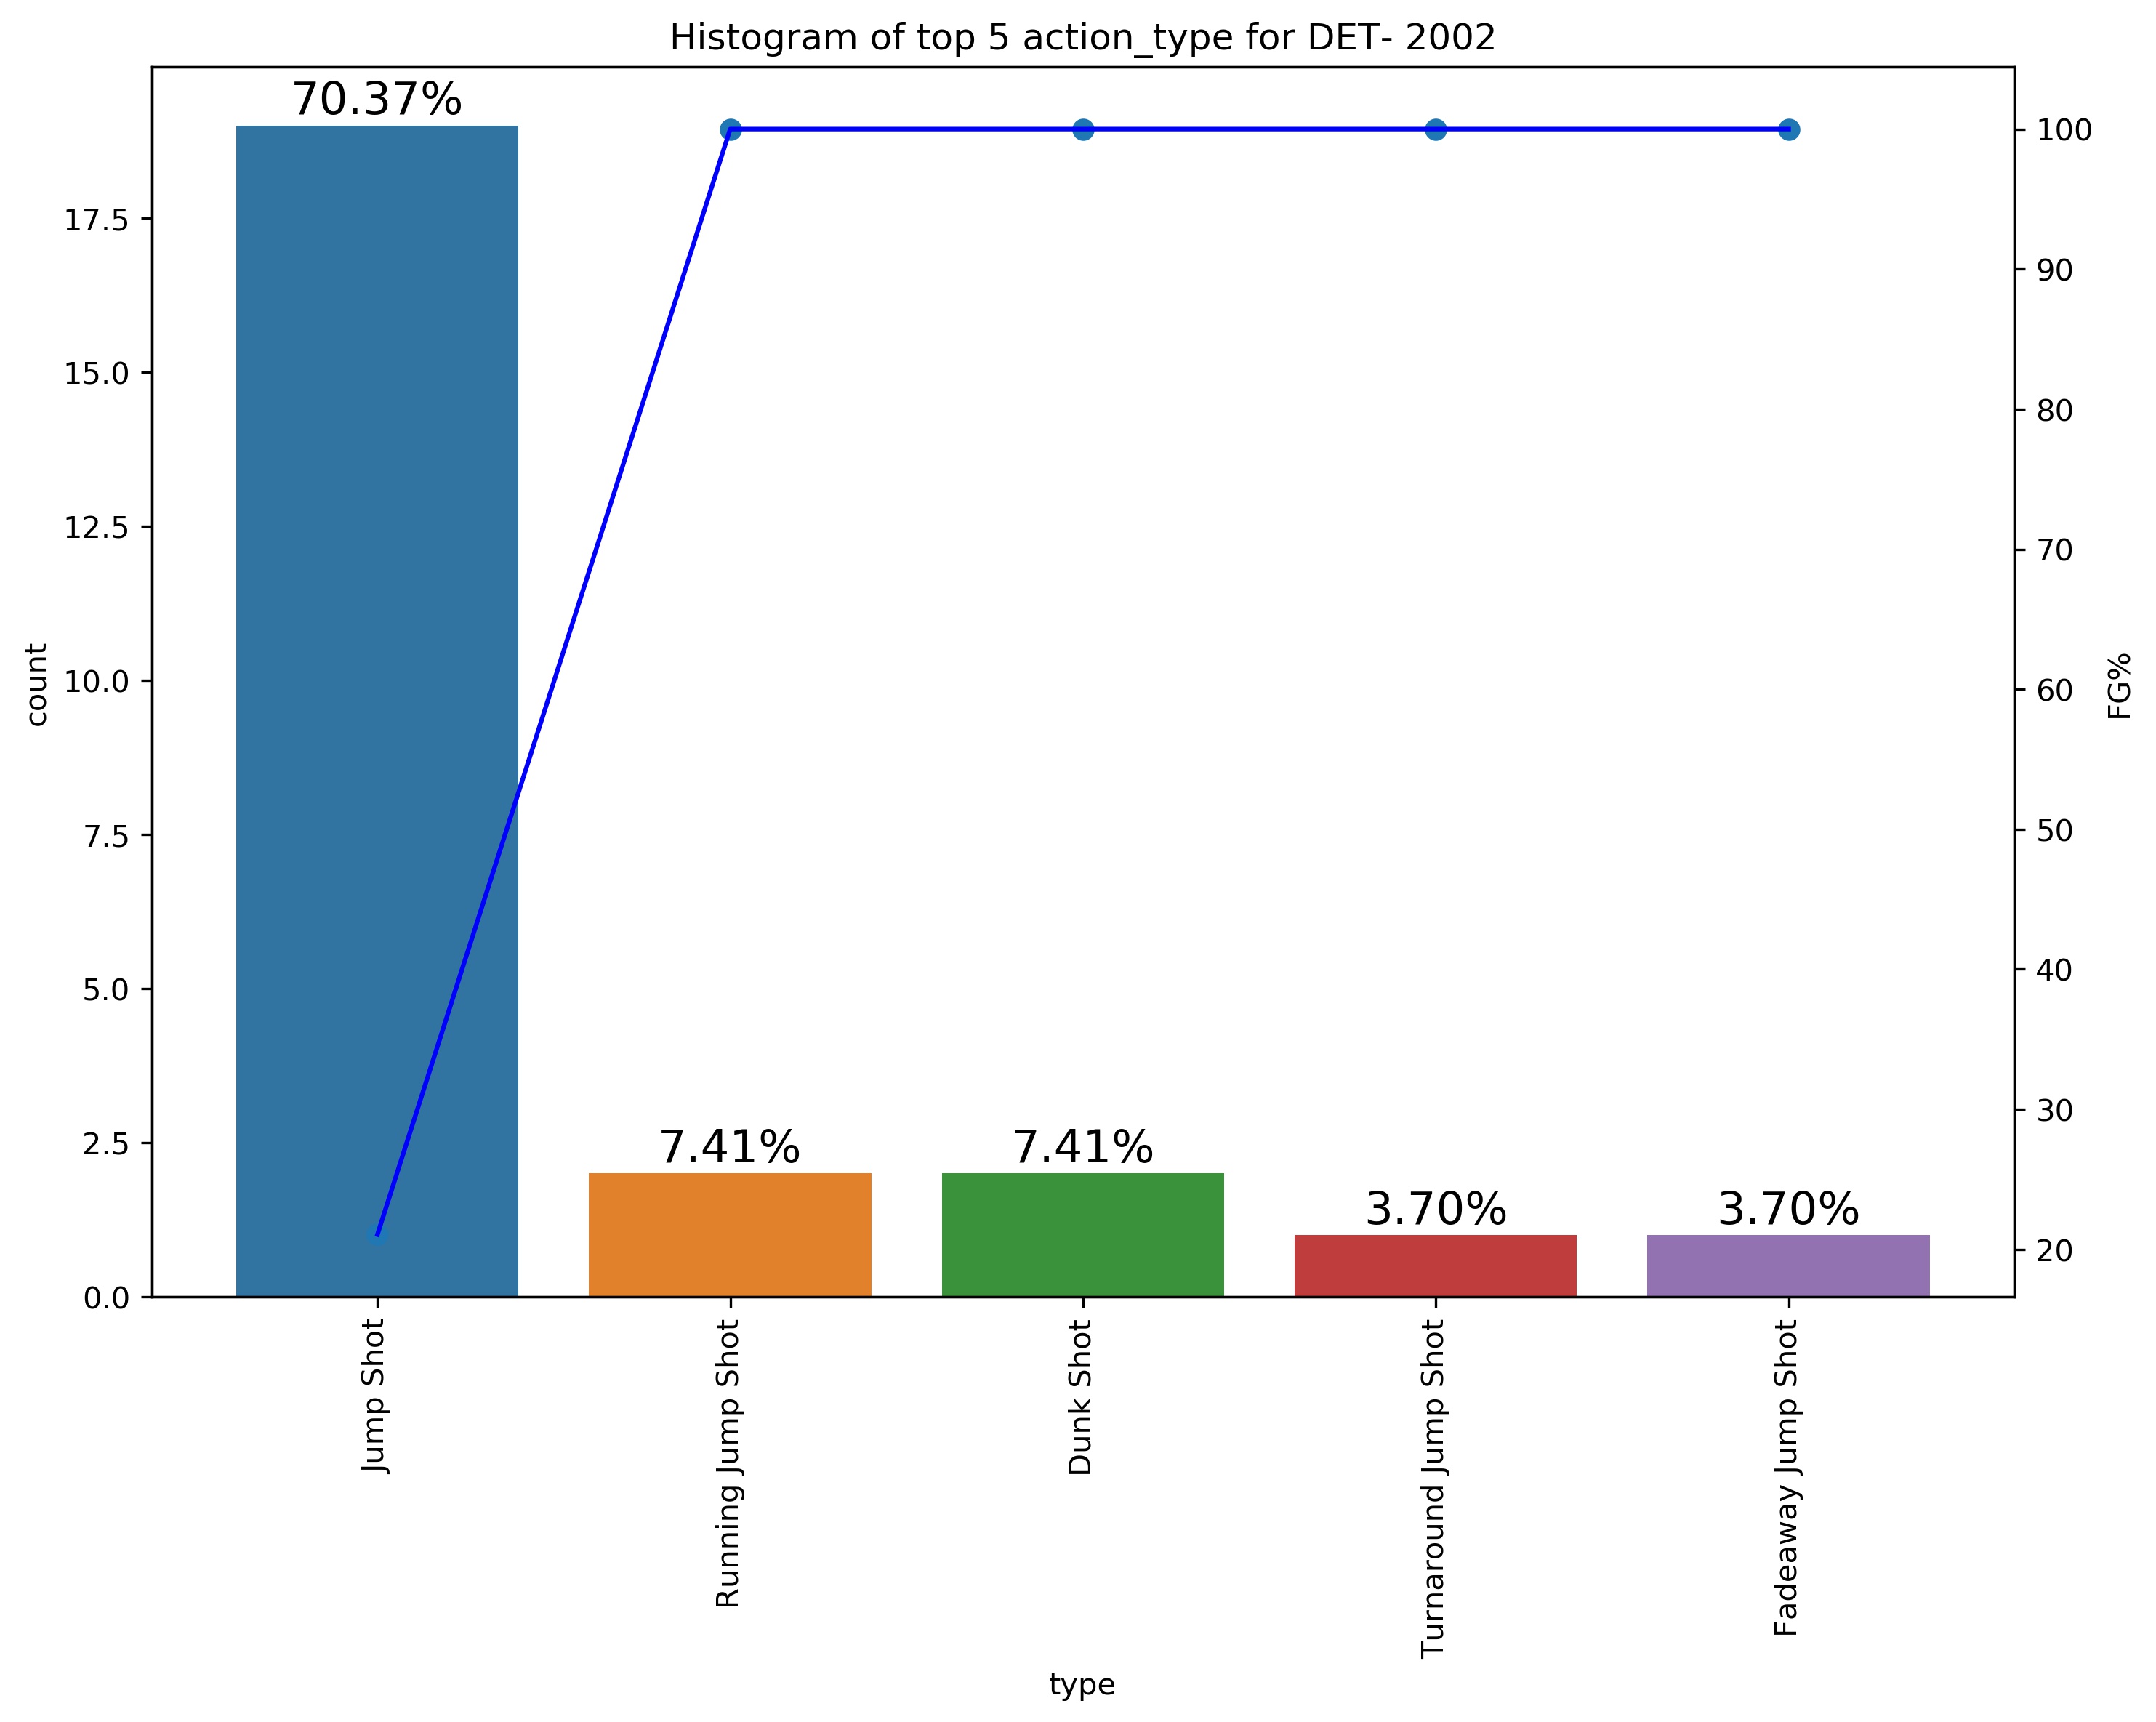 Histogram of top 5 action_type for DET- 2002
70.37%
7.41%
7.41%
3.70%
3.70%
count
17.5
15.0
12.5
10.0
7.5
5.0
2.5
0.0
100
90
80
70
60
50
40
30
20
FG%
Jump Shot
Running Jump Shot
Dunk Shot
Turnaround Jump Shot
Fadeaway Jump Shot
type